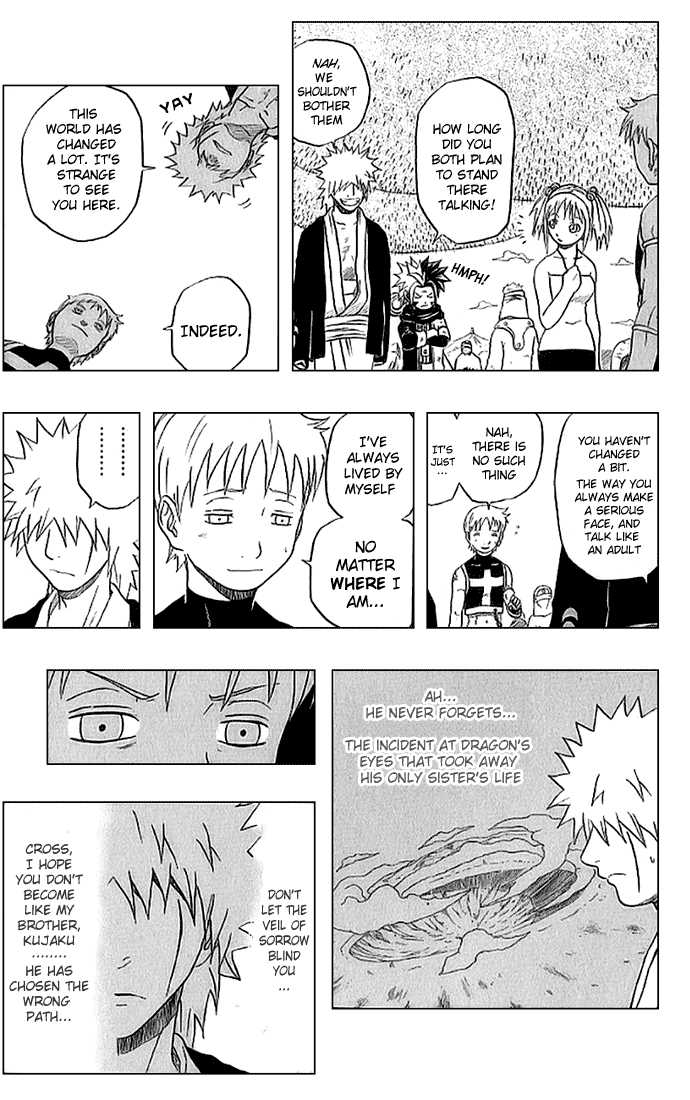 NAH,
WE
SHOULDN'T
BOTHER
THEM
HOW LONG
DID YOU
BOTH PLAN
TO STAND
THERE
TALKING!
HMPH!
YAY
THIS
WORLD HAS
CHANGED
A LOT. IT'S
STRANGE
TO SEE
YOU HERE.
INDEED.
YOU HAVEN'T
CHANGED
A BIT.
THE WAY YOU
ALWAYS MAKE
A SERIOUS
FACE, AND
TALK LIKE
AN ADULT
NAH,
THERE IS
NO SUCH
THING
IT'S
JUST
...
I'VE
ALWAYS
LIVED BY
MYSELF
NO
MATTER
WHERE I
AM...
........
AH...
HE NEVER FORGETS...
THE INCIDENT AT DRAGON'S
EYES THAT TOOK AWAY
HIS ONLY SISTER'S LIFE
DON'T
LET THE
VEIL OF
SORROW
BLIND
YOU
...
CROSS,
I HOPE
YOU DON'T
BECOME
LIKE MY
BROTHER,
KUJAKU
........
HE HAS
CHOSEN THE
WRONG
PATH...